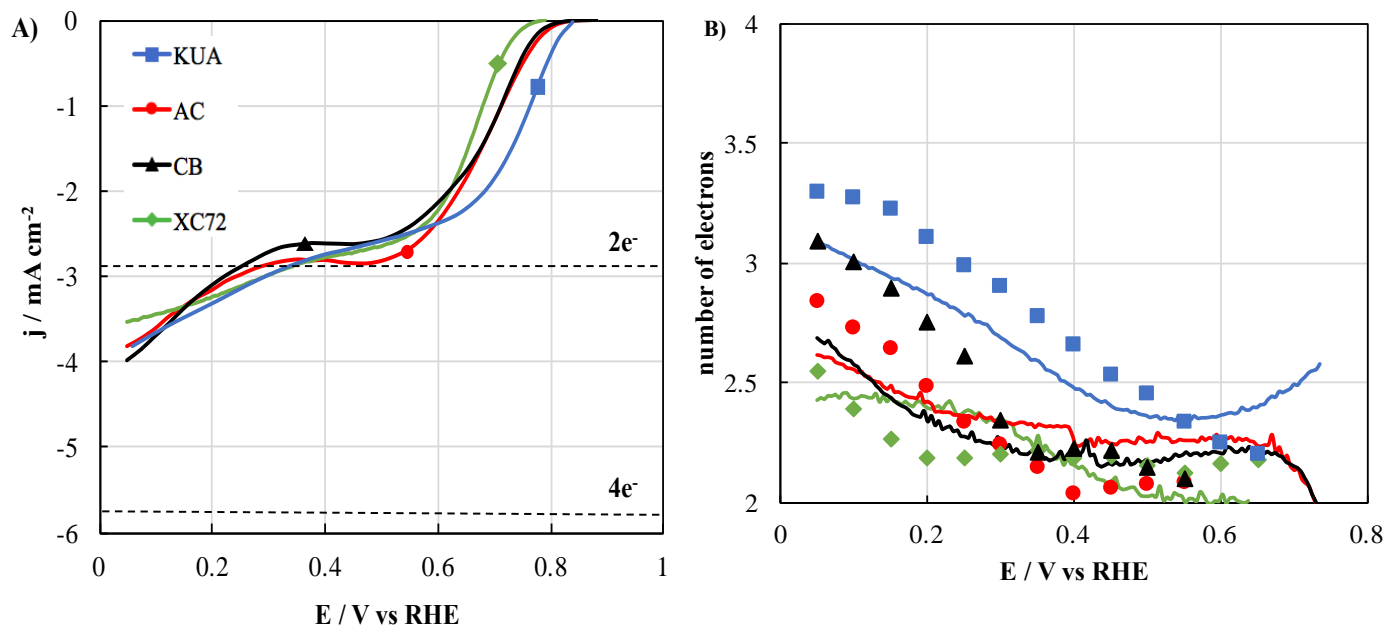 A)
KUA
AC
CB
XC72
2e-
4e-
0
-1
-2
-3
-4
-5
-6
j / mA cm-2
0
0.2
0.4
0.6
0.8
1
E / V vs RHE
B)
4
3.5
3
2.5
2
number of electrons
0
0.2
0.4
0.6
0.8
E / V vs RHE